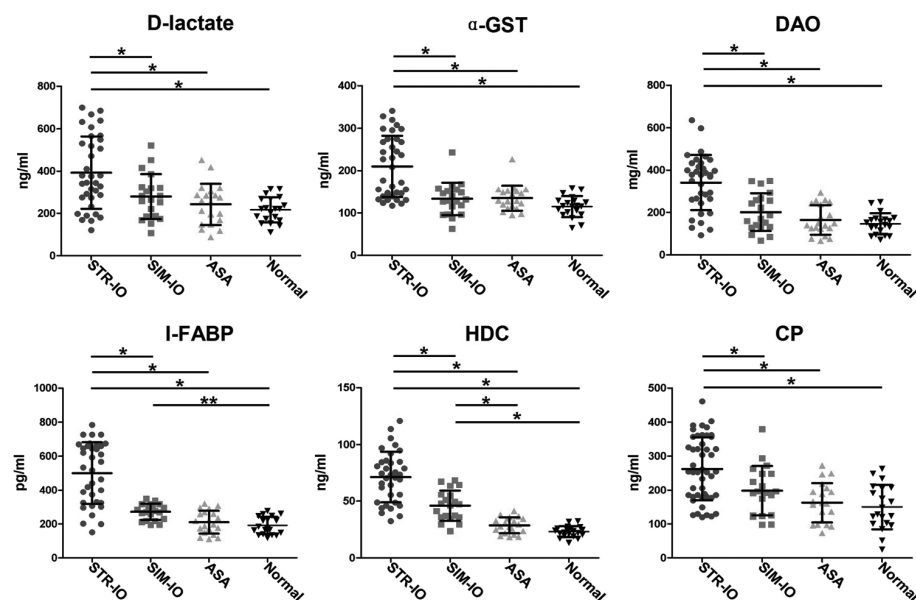 D-lactate
*
*
*
ng/ml
800
600
400
200
0
STR-IO
SIM-IO
ASA
Normal
α-GST
*
*
*
ng/ml
400
300
200
100
0
STR-IO
SIM-IO
ASA
Normal
DAO
*
*
*
mg/ml
800
600
400
200
0
STR-IO
SIM-IO
ASA
Normal
I-FABP
*
*
*
**
pg/ml
1000
800
600
400
200
0
STR-IO
SIM-IO
ASA
Normal
HDC
*
*
*
*
*
ng/ml
150
100
50
0
STR-IO
SIM-IO
ASA
Normal
CP
*
*
*
ng/ml
500
400
300
200
100
0
STR-IO
SIM-IO
ASA
Normal